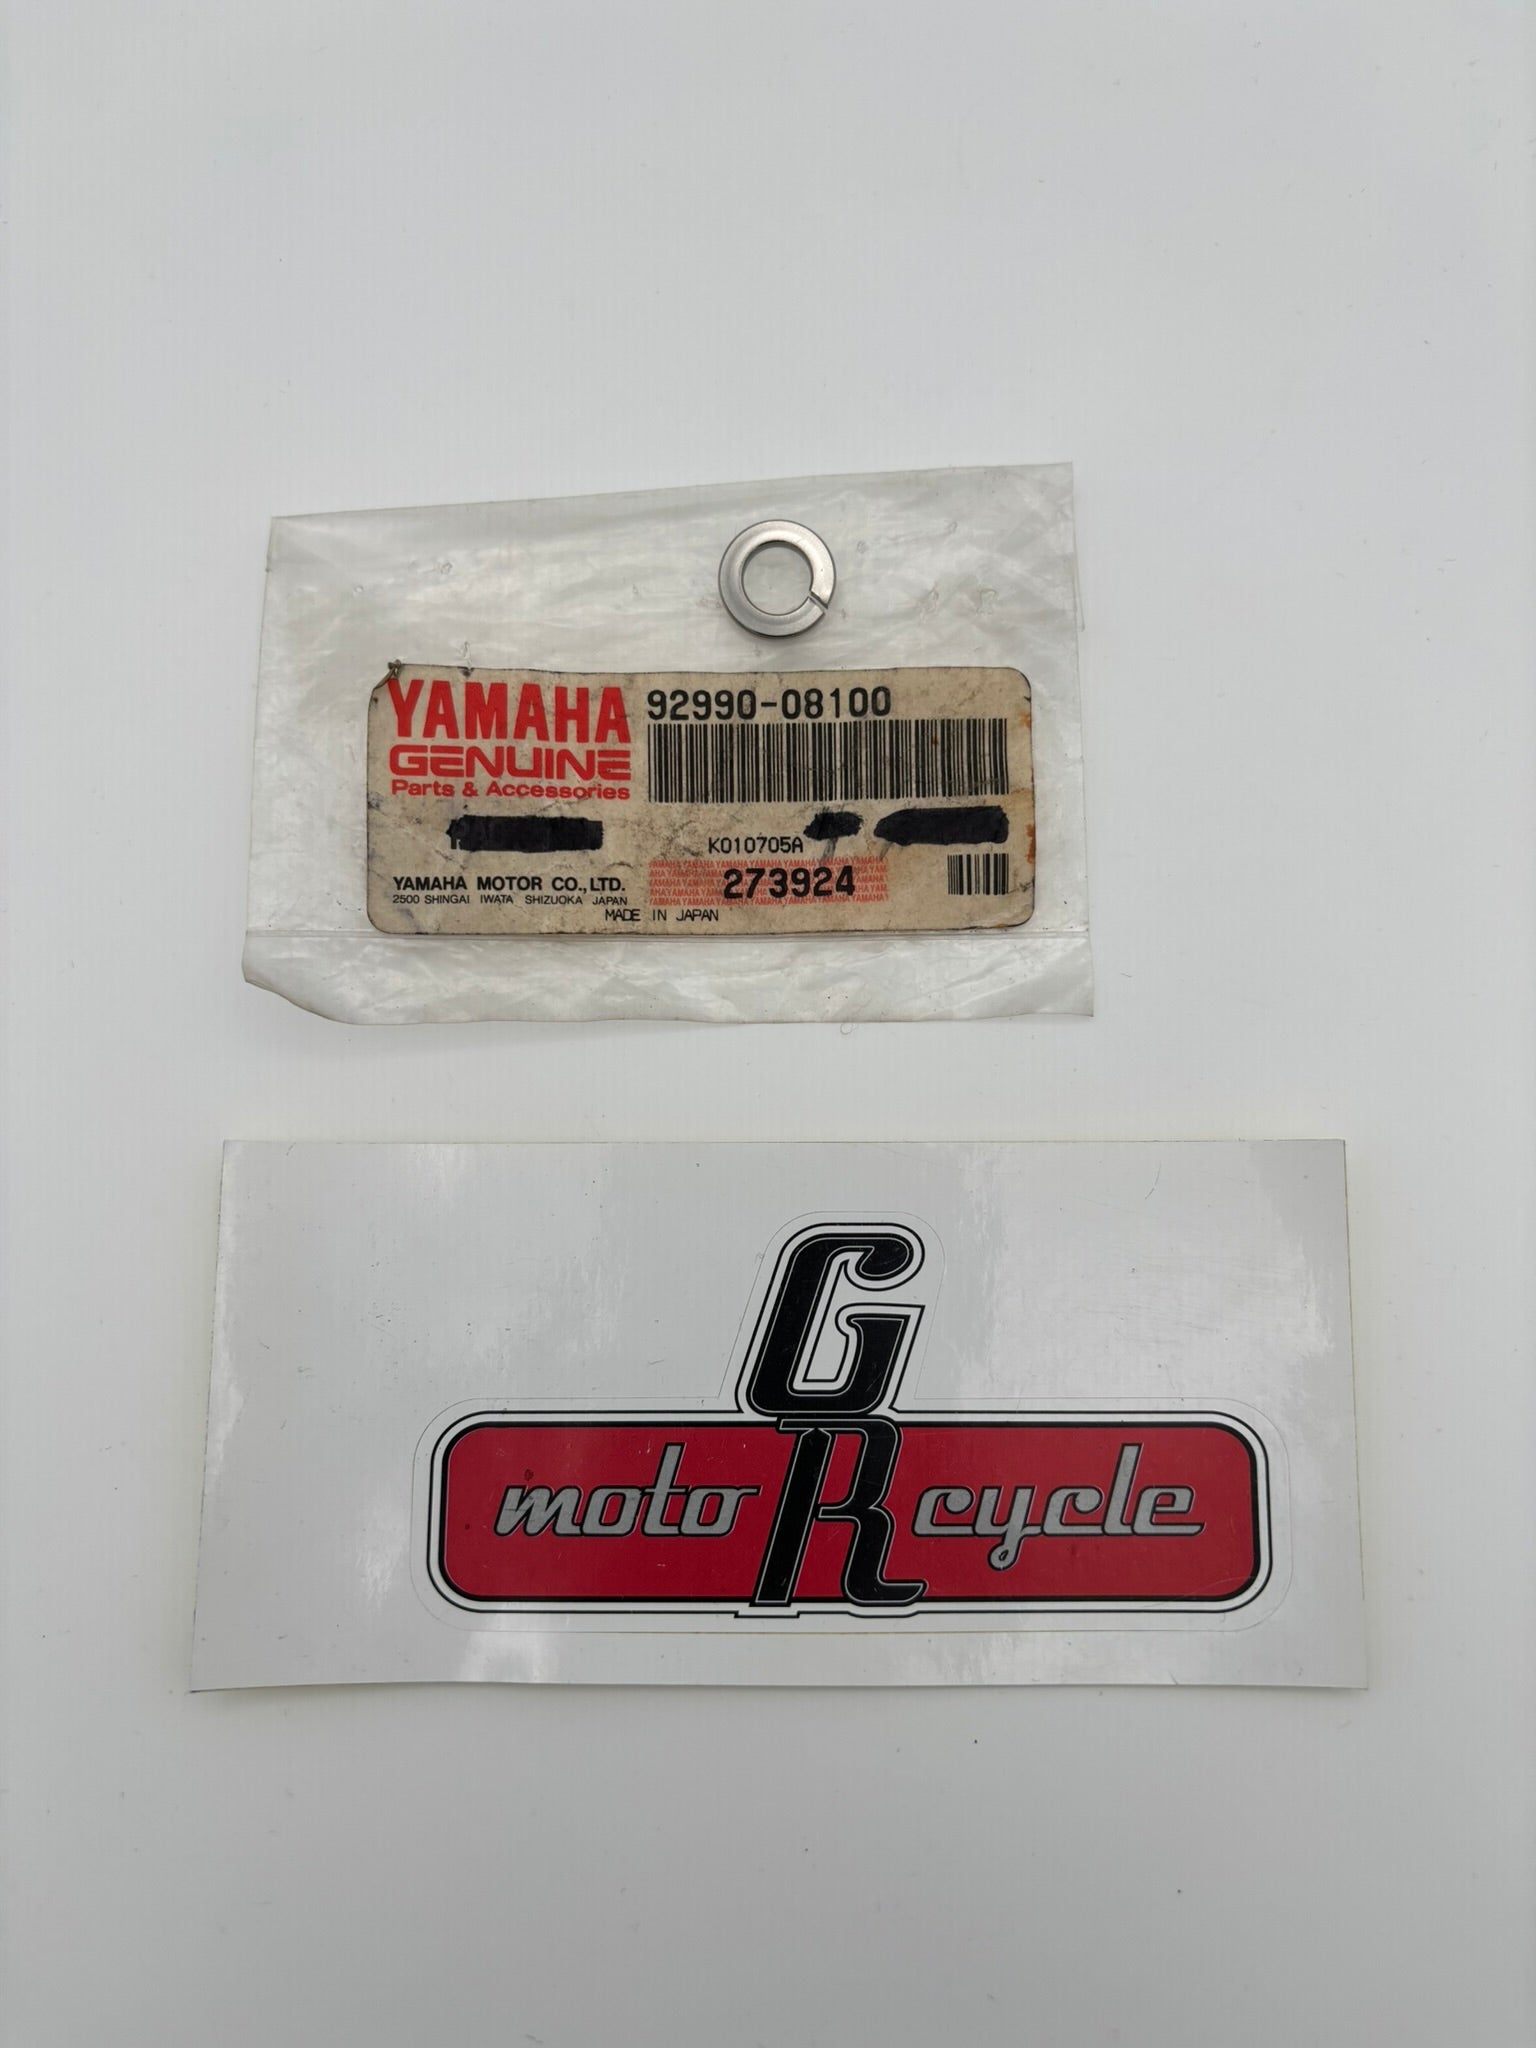 YAMAHA 92990-08100
GENUINE
Parts & Accessories
K010705A
YAMAHA MOTOR CO., LTD. 273924
2500 SHINGAI IWATA SHIZUOKA JAPAN
MADE IN JAPAN
G
moto R cycle